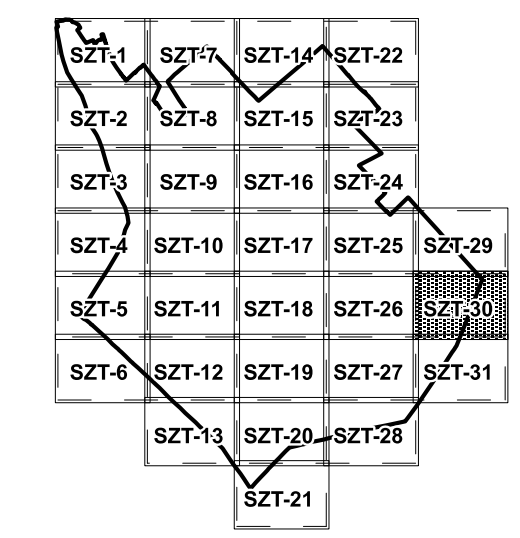 SZT-1 SZT-7 SZT-14 SZT-22
SZT-2 SZT-8 SZT-15 SZT-23
SZT-3 SZT-9 SZT-16 SZT-24
SZT-4 SZT-10 SZT-17 SZT-25 SZT-29
SZT-5 SZT-11 SZT-18 SZT-26 SZT-30
SZT-6 SZT-12 SZT-19 SZT-27 SZT-31
SZT-13 SZT-20 SZT-28
SZT-21